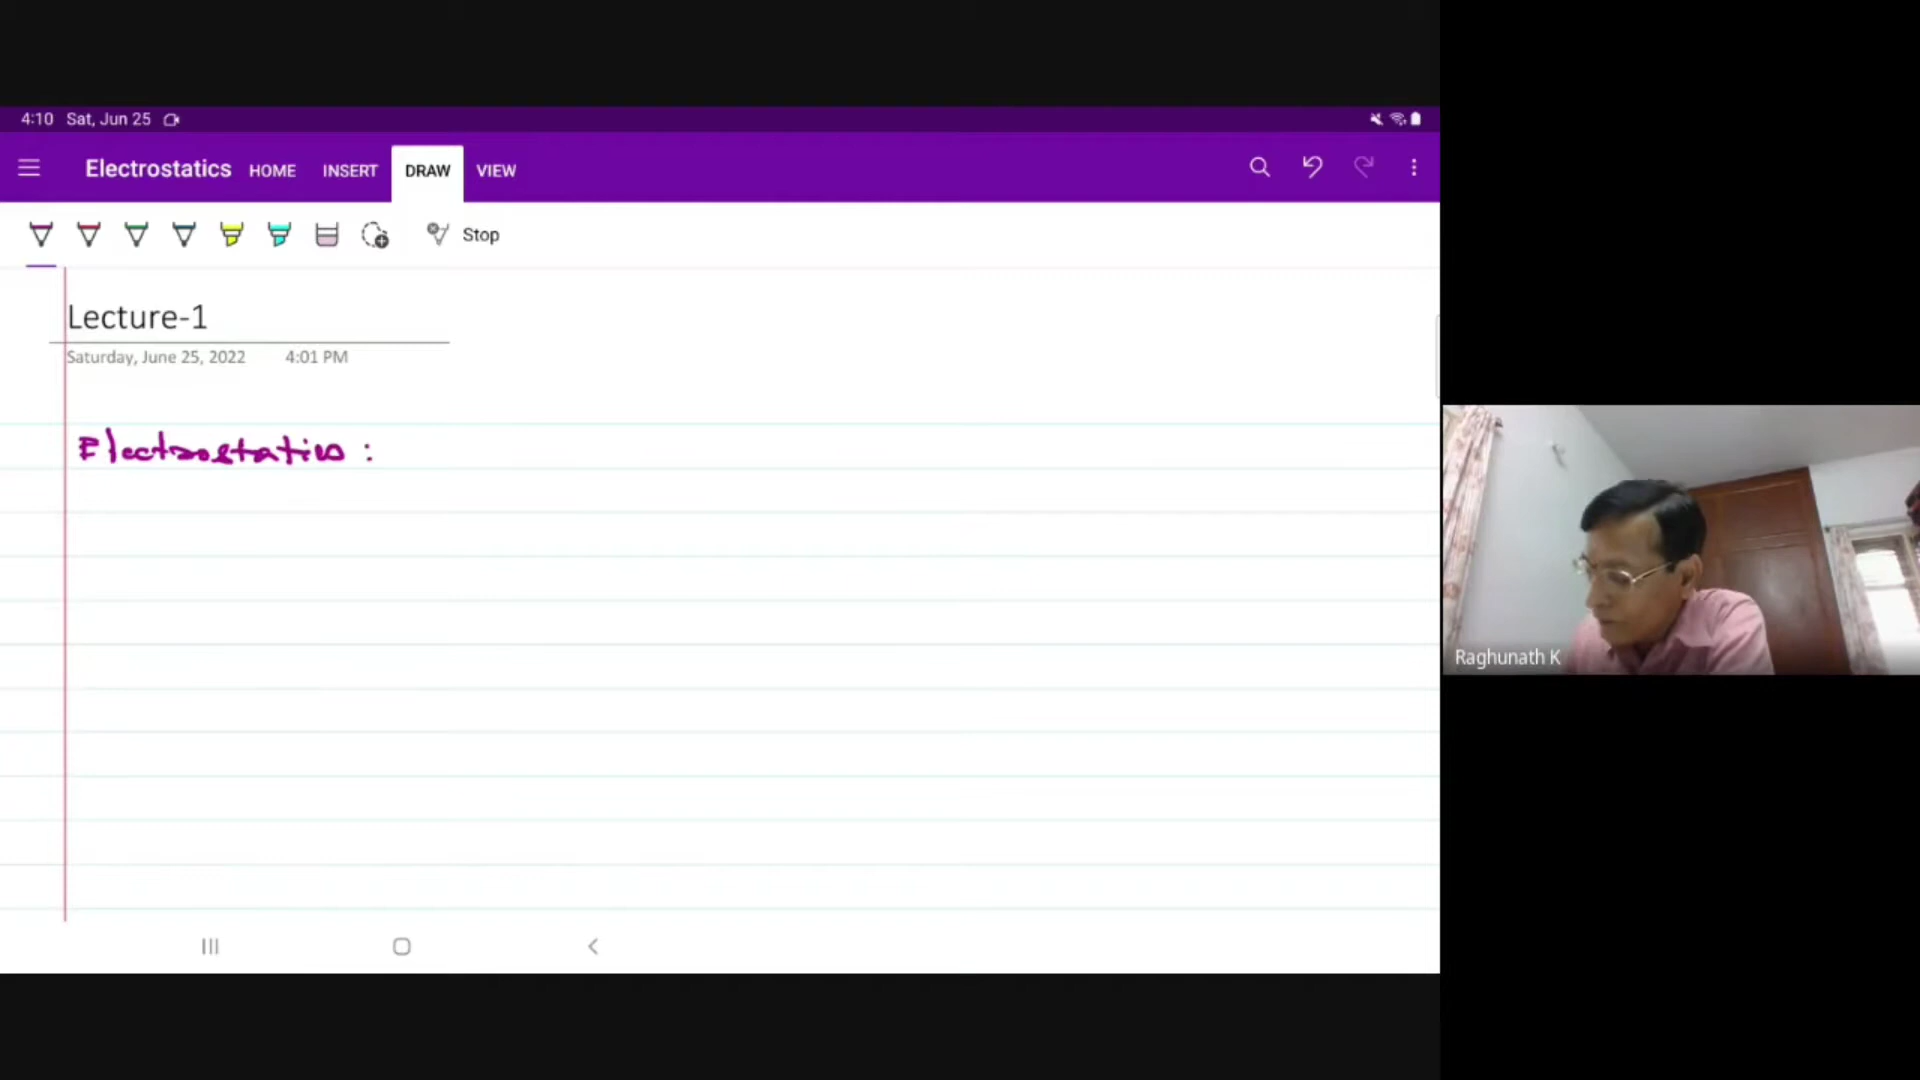 4:10 Sat, Jun 25
Electrostatics HOME INSERT DRAW VIEW
Stop
Lecture-1
Saturday, June 25, 2022 4:01 PM
Electrostatics :
Raghunath K